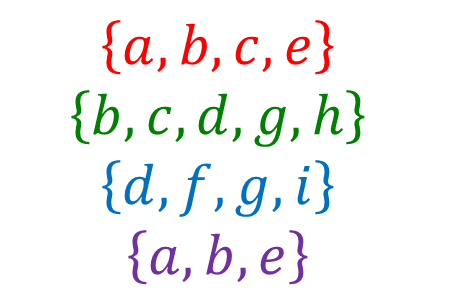 {a, b, c, e}
{b, c, d, g, h}
{d, f, g, i}
{a, b, e}